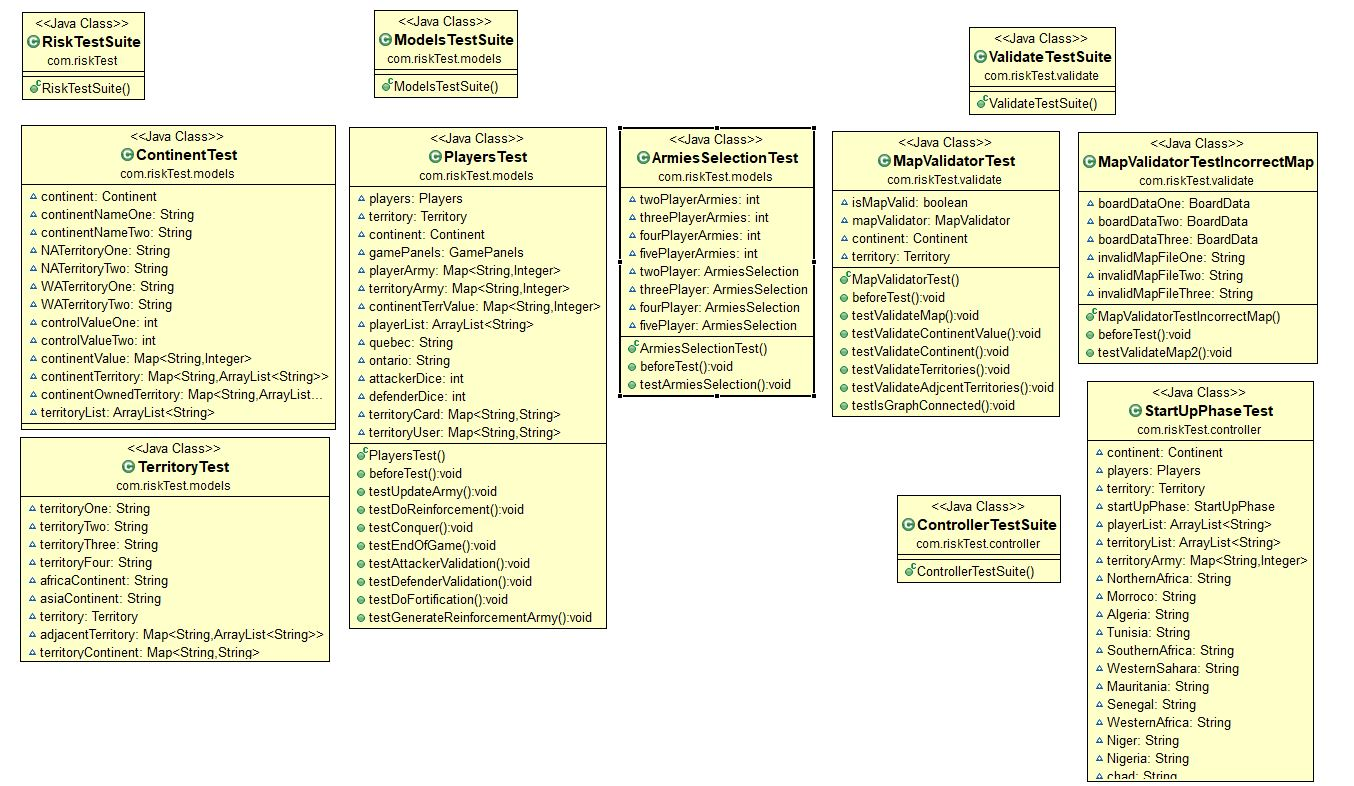 <<Java Class>>
RiskTestSuite
com.riskTest
RiskTestSuite()
<<Java Class>>
ModelsTestSuite
com.riskTest.models
ModelsTestSuite()
<<Java Class>>
ValidateTestSuite
com.riskTest.validate
ValidateTestSuite()
<<Java Class>>
ContinentTest
com.riskTest.models
continent: Continent
continentNameOne: String
continentNameTwo: String
NATerritoryOne: String
NATerritoryTwo: String
WATerritoryOne: String
WATerritoryTwo: String
controlValueOne: int
controlValueTwo: int
continentValue: Map<String,Integer>
continentTerritory: Map<String,ArrayList<String>>
continentOwnedTerritory: Map<String,ArrayList...
territoryList: ArrayList<String>
<<Java Class>>
TerritoryTest
com.riskTest.models
territoryOne: String
territoryTwo: String
territoryThree: String
territoryFour: String
africaContinent: String
asiaContinent: String
territory: Territory
adjacentTerritory: Map<String,ArrayList<String>>
territoryContinent: Map<String,String>
<<Java Class>>
PlayersTest
com.riskTest.models
players: Players
territory: Territory
continent: Continent
gamePanels: GamePanels
playerArmy: Map<String,Integer>
territoryArmy: Map<String,Integer>
continentTerrValue: Map<String,Integer>
playerList: ArrayList<String>
quebec: String
ontario: String
attackerDice: int
defenderDice: int
territoryCard: Map<String,String>
territoryUser: Map<String,String>
PlayersTest()
beforeTest():void
testUpdateArmy():void
testDoReinforcement():void
testConquer():void
testEndOfGame():void
testAttackerValidation():void
testDefenderValidation():void
testDoFortification():void
testGenerateReinforcementArmy():void
<<Java Class>>
ArmiesSelectionTest
com.riskTest.models
twoPlayerArmies: int
threePlayerArmies: int
fourPlayerArmies: int
fivePlayerArmies: int
twoPlayer: ArmiesSelection
threePlayer: ArmiesSelection
fourPlayer: ArmiesSelection
fivePlayer: ArmiesSelection
ArmiesSelectionTest()
beforeTest():void
testArmiesSelection():void
<<Java Class>>
MapValidatorTest
com.riskTest.validate
isMapValid: boolean
mapValidator: MapValidator
continent: Continent
territory: Territory
MapValidatorTest()
beforeTest():void
testValidateMap():void
testValidateContinentValue():void
testValidateContinent():void
testValidateTerritories():void
testValidateAdjcentTerritories():void
testIsGraphConnected():void
<<Java Class>>
MapValidatorTestIncorrectMap
com.riskTest.validate
boardDataOne: BoardData
boardDataTwo: BoardData
boardDataThree: BoardData
invalidMapFileOne: String
invalidMapFileTwo: String
invalidMapFileThree: String
MapValidatorTestIncorrectMap()
beforeTest():void
testValidateMap2():void
<<Java Class>>
ControllerTestSuite
com.riskTest.controller
ControllerTestSuite()
<<Java Class>>
StartUpPhaseTest
com.riskTest.controller
continent: Continent
players: Players
territory: Territory
startUpPhase: StartUpPhase
playerList: ArrayList<String>
territoryList: ArrayList<String>
territoryArmy: Map<String,Integer>
NorthernAfrica: String
Morroco: String
Algeria: String
Tunisia: String
SouthernAfrica: String
WesternSahara: String
Mauritania: String
Senegal: String
WesternAfrica: String
Niger: String
Nigeria: String
chad: String